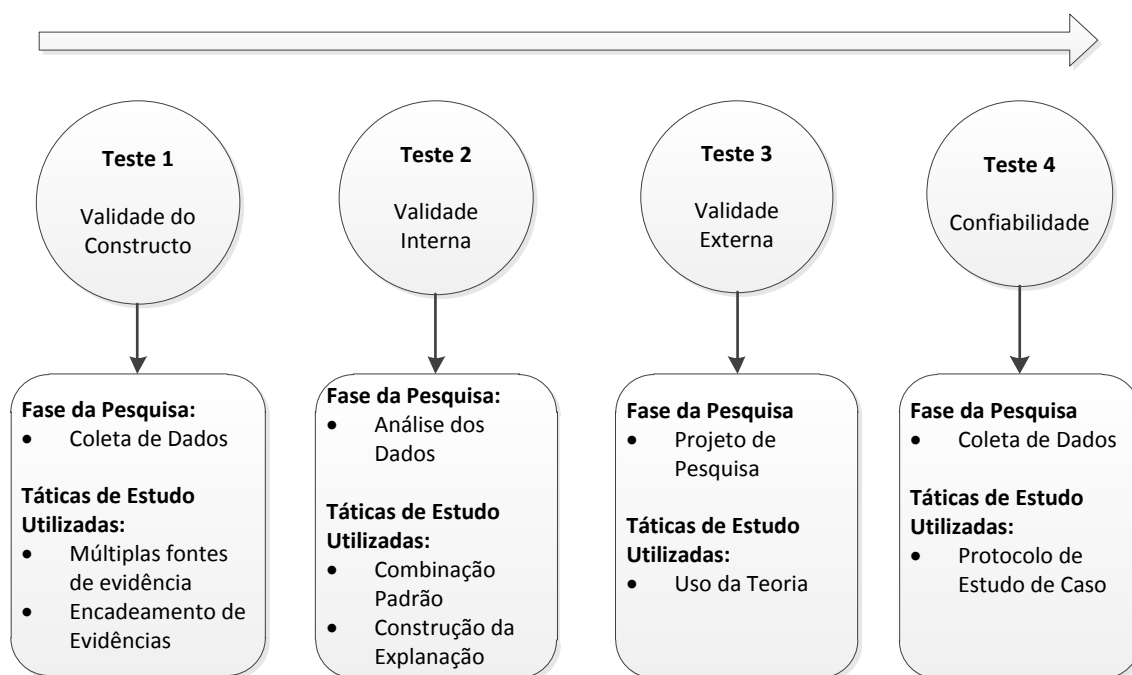 Teste 1
Validade do
Constructo
Teste 2
Validade
Interna
Teste 3
Validade
Externa
Teste 4
Confiabilidade
Fase da Pesquisa:
• Coleta de Dados
Táticas de Estudo
Utilizadas:
• Múltiplas fontes
de evidência
• Encadeamento de
Evidências
Fase da Pesquisa:
• Análise dos
Dados
Táticas de Estudo
Utilizadas:
• Combinação
Padrão
• Construção da
Explanação
Fase da Pesquisa
• Projeto de
Pesquisa
Táticas de Estudo
Utilizadas:
• Uso da Teoria
Fase da Pesquisa
• Coleta de Dados
Táticas de Estudo
Utilizadas:
• Protocolo de
Estudo de Caso